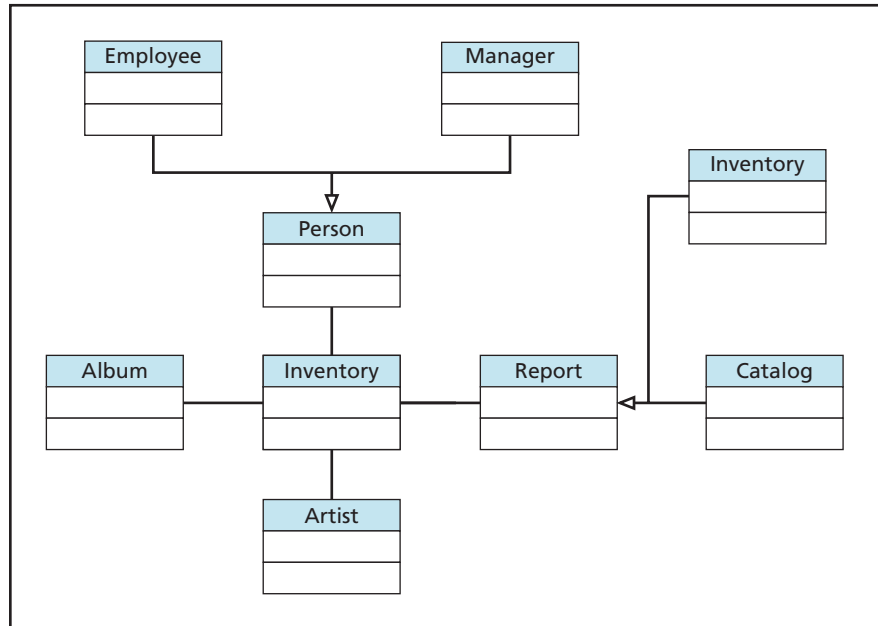 Employee
Manager
Inventory
Person
Album
Inventory
Report
Catalog
Artist